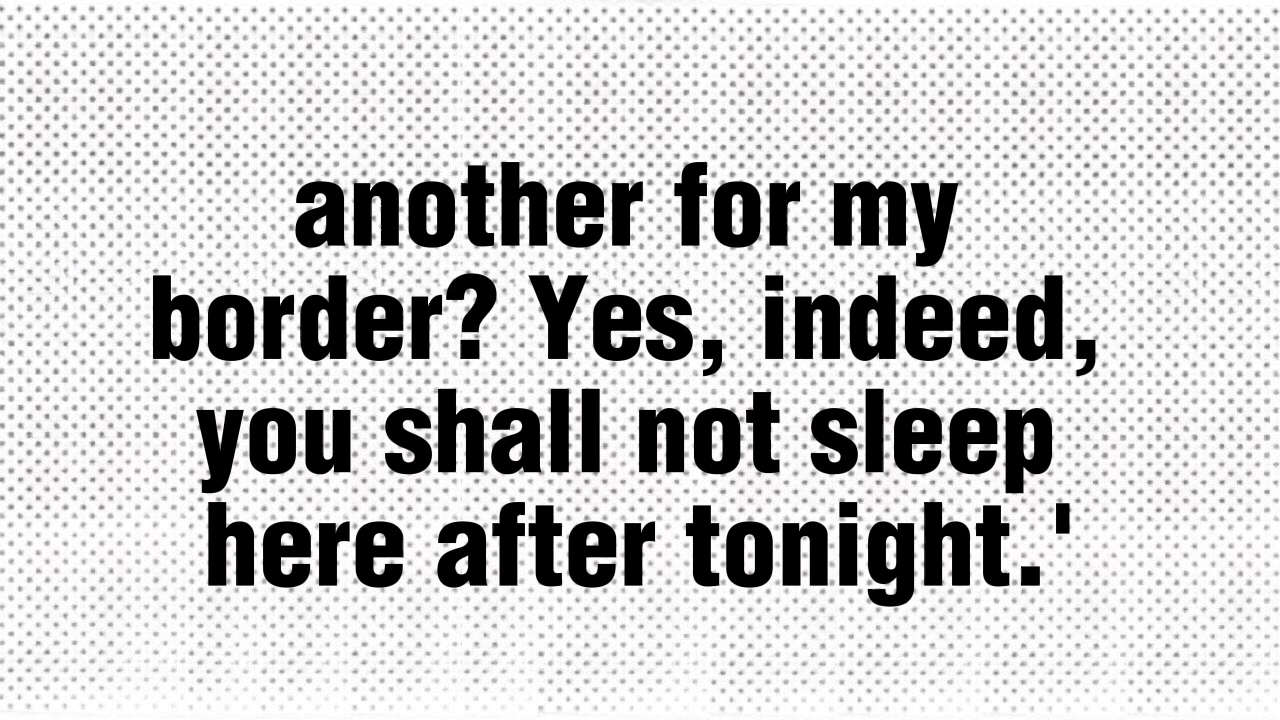 another for my
border? Yes, indeed,
you shall not sleep
here after tonight.'